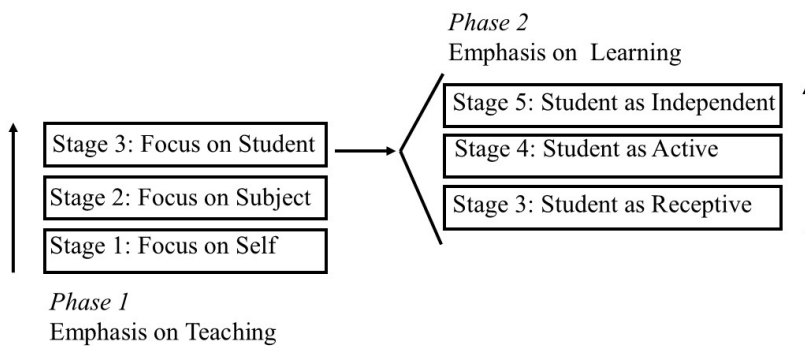 Phase 2
Emphasis on Learning
Stage 5: Student as Independent
Stage 4: Student as Active
Stage 3: Student as Receptive
Stage 3: Focus on Student
Stage 2: Focus on Subject
Stage 1: Focus on Self
Phase 1
Emphasis on Teaching